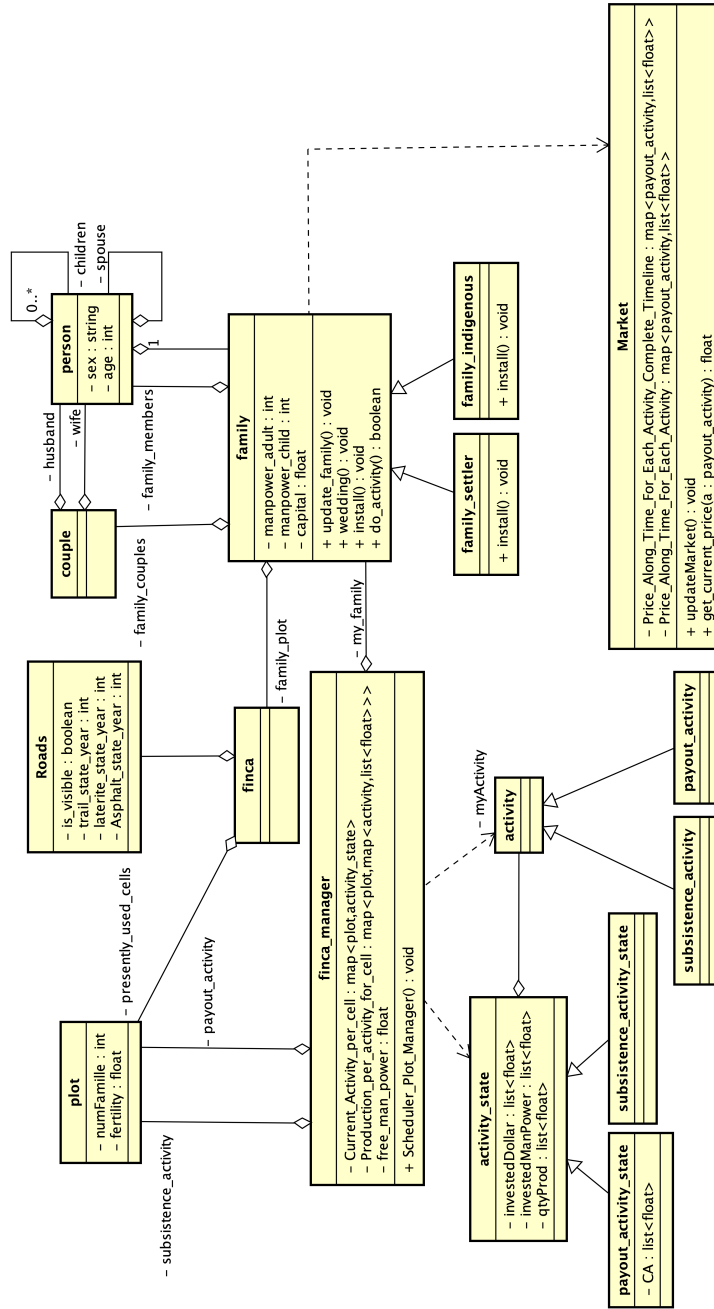 plot
– numFamille : int
– fertility : float
Roads
– is_visible : boolean
– trail_state_year : int
– laterite_state_year : int
– Asphalt_state_year : int
couple
person
– sex : string
– age : int
0..*
– children
– spouse
– husband
– wife
1
– family_members
– family_couples
– presently_used_cells
– payout_activity
– subsistence_activity
finca
– family_plot
– my_family
family
– manpower_adult : int
– manpower_child : int
– capital : float
+ update_family() : void
+ wedding() : void
+ install() : void
+ do_activity() : boolean
finca_manager
– Current_Activity_per_cell : map<plot,activity_state>
– Production_per_activity_for_cell : map<plot,map<activity,list<float>>>
– free_man_power : float
+ Scheduler_Plot_Manager() : void
family_settler
+ install() : void
family_indigenous
+ install() : void
– myActivity
activity
activity_state
– investedDollar : list<float>
– investedManPower : list<float>
– qtyProd : list<float>
payout_activity_state
– CA : list<float>
subsistence_activity_state
subsistence_activity
payout_activity
Market
– Price_Along_Time_For_Each_Activity_Complete_Timeline : map<payout_activity,list<float>>
– Price_Along_Time_For_Each_Activity : map<payout_activity,list<float>>
+ updateMarket() : void
+ get_current_price(a : payout_activity) : float